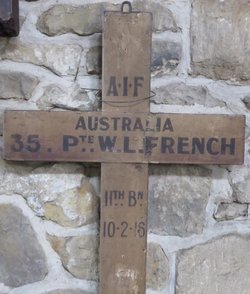 A.I.F
AUSTRALIA
35. PTE W.L. FRENCH
11TH BN
10-2-16